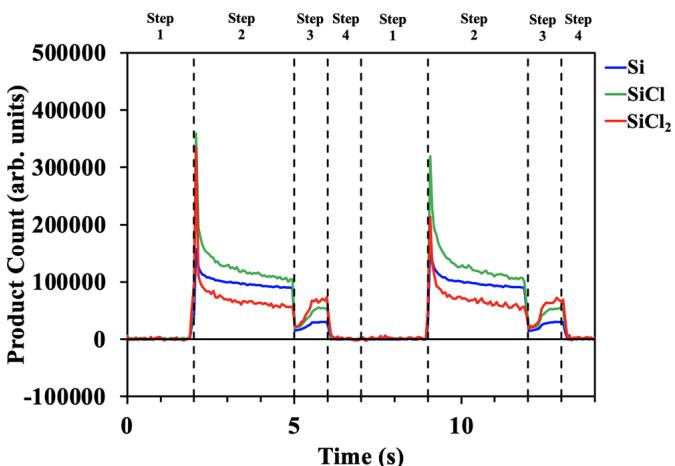 Step 1
Step 2
Step 3
Step 4
Step 1
Step 2
Step 3
Step 4
Product Count (arb. units)
500000
400000
300000
200000
100000
0
-100000
Si
SiCl
SiCl₂
0
5
10
Time (s)